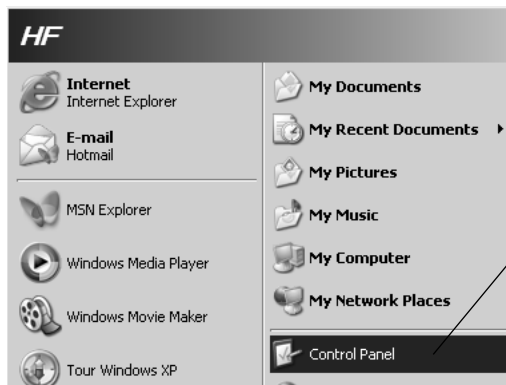 HF
Internet
Internet Explorer
E-mail
Hotmail
MSN Explorer
Windows Media Player
Windows Movie Maker
Tour Windows XP
My Documents
My Recent Documents
My Pictures
My Music
My Computer
My Network Places
Control Panel